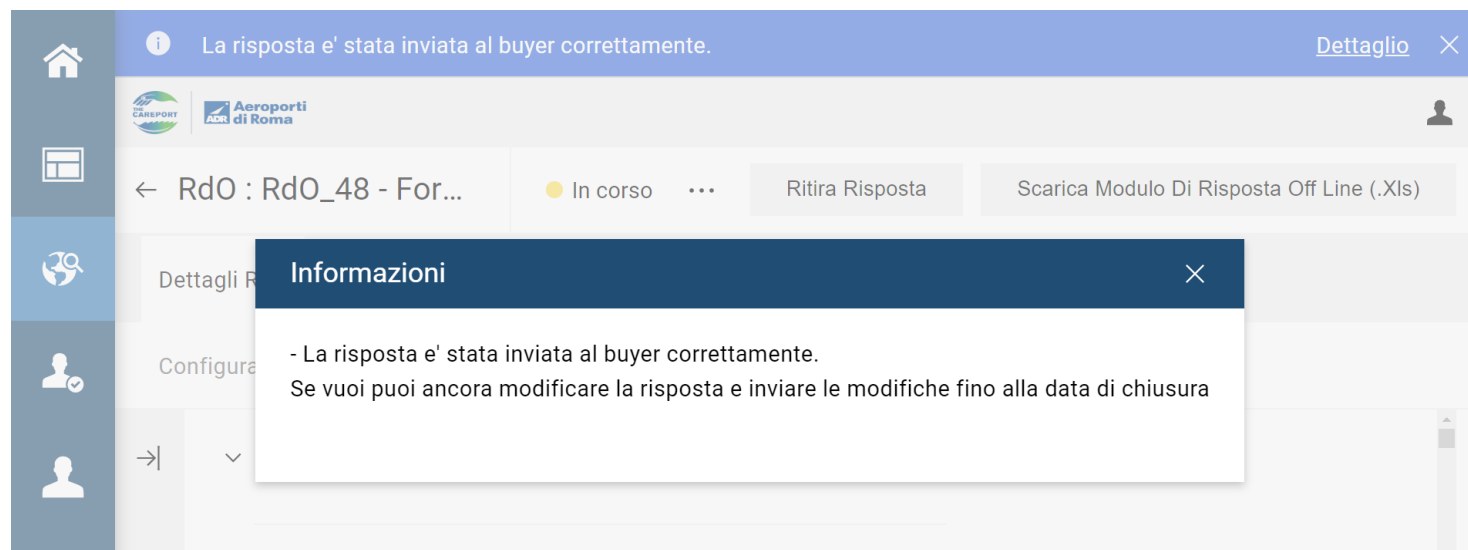 La risposta e' stata inviata al buyer correttamente.
Dettaglio
THE CAREPORT
ADR Aeroporti di Roma
RdO : RdO_48 - For...
In corso
Ritira Risposta
Scarica Modulo Di Risposta Off Line (.Xls)
Dettagli R
Informazioni
Configura
- La risposta e' stata inviata al buyer correttamente.
Se vuoi puoi ancora modificare la risposta e inviare le modifiche fino alla data di chiusura